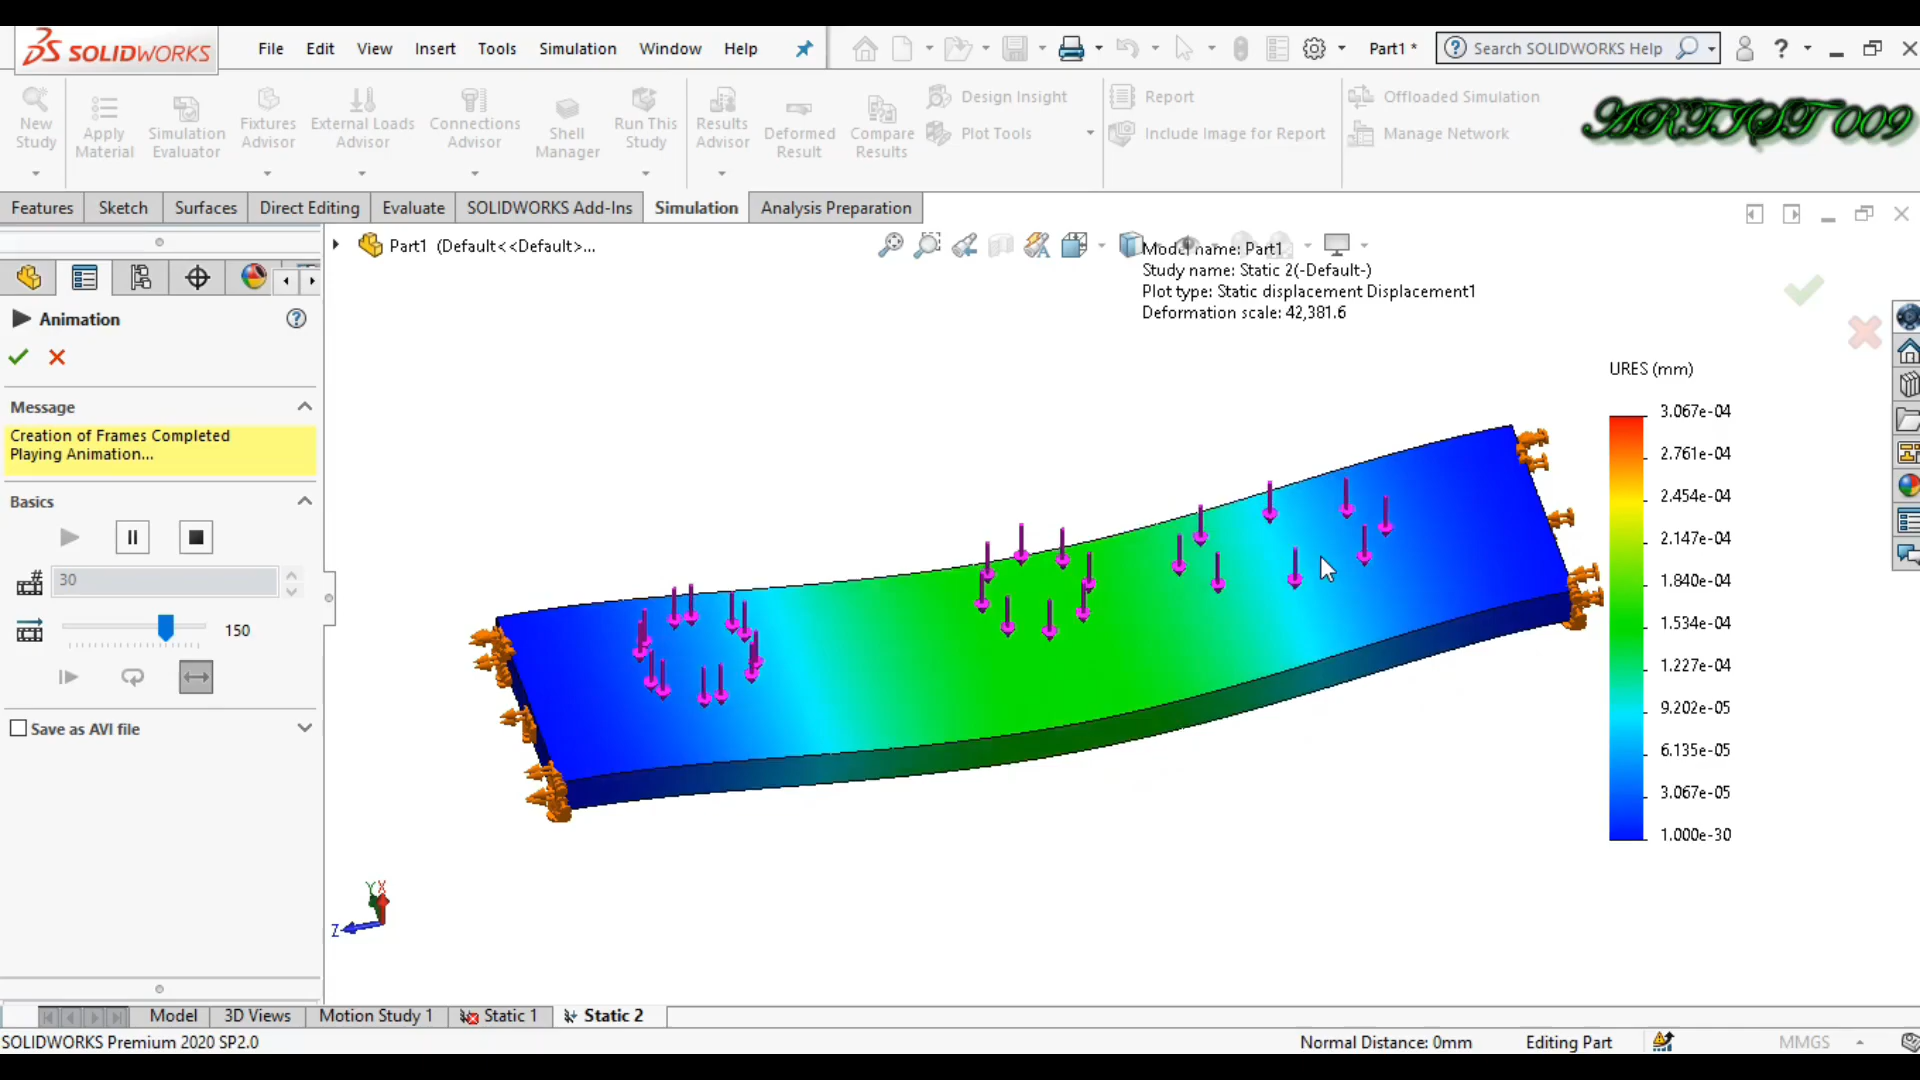 SOLIDWORKS
File Edit View Insert Tools Simulation Window Help
Part1 *
Search SOLIDWORKS Help
?
New Study
Apply Material
Simulation Evaluator
Fixtures Advisor
External Loads Advisor
Connections Advisor
Shell Manager
Run This Study
Results Advisor
Deformed Result
Compare Results
Design Insight
Plot Tools
Report
Include Image for Report
Offloaded Simulation
Manage Network
ARTIST 009
Features Sketch Surfaces Direct Editing Evaluate SOLIDWORKS Add-Ins Simulation Analysis Preparation
Part1 (Default<<Default>...
Model name: Part1
Study name: Static 2(-Default-)
Plot type: Static displacement Displacement1
Deformation scale: 42,381.6
Animation
Message
Creation of Frames Completed
Playing Animation...
Basics
30
150
Save as AVI file
URES (mm)
3.067e-04
2.761e-04
2.454e-04
2.147e-04
1.840e-04
1.534e-04
1.227e-04
9.202e-05
6.135e-05
3.067e-05
1.000e-30
Y X
Z
Model 3D Views Motion Study 1 Static 1 Static 2
SOLIDWORKS Premium 2020 SP2.0
Normal Distance: 0mm Editing Part MMGS